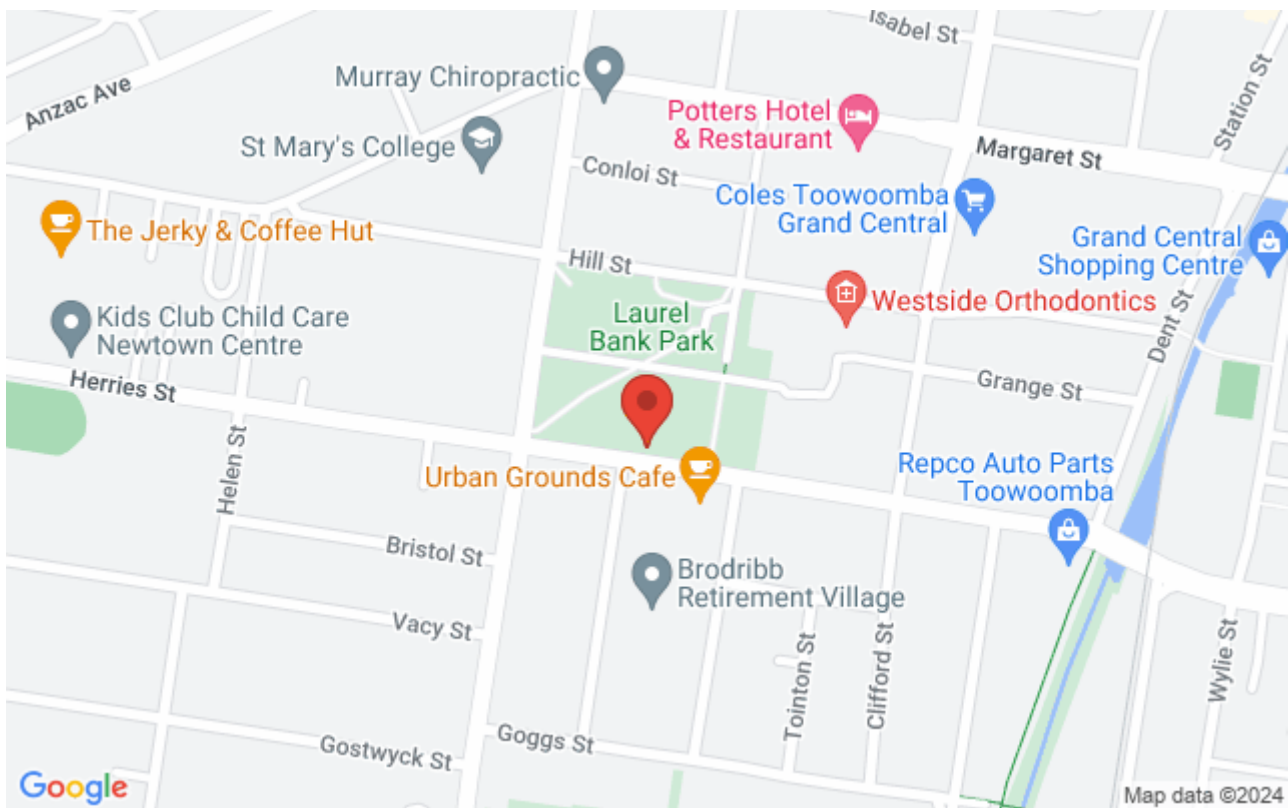 Isabel St
Station St
Murray Chiropractic
Anzac Ave
Potters Hotel
& Restaurant
St Mary's College
Margaret St
Conloi St
Coles Toowoomba
Grand Central
The Jerky & Coffee Hut
Grand Central
Shopping Centre
Hill St
Westside Orthodontics
Laurel
Bank Park
Kids Club Child Care
Newtown Centre
Dent St
Herries St
Grange St
Helen St
Urban Grounds Cafe
Repco Auto Parts
Toowoomba
Bristol St
Brodribb
Retirement Village
Vacy St
Tointon St
Clifford St
Wylie St
Goggs St
Gostwyck St
Google
Map data ©2024